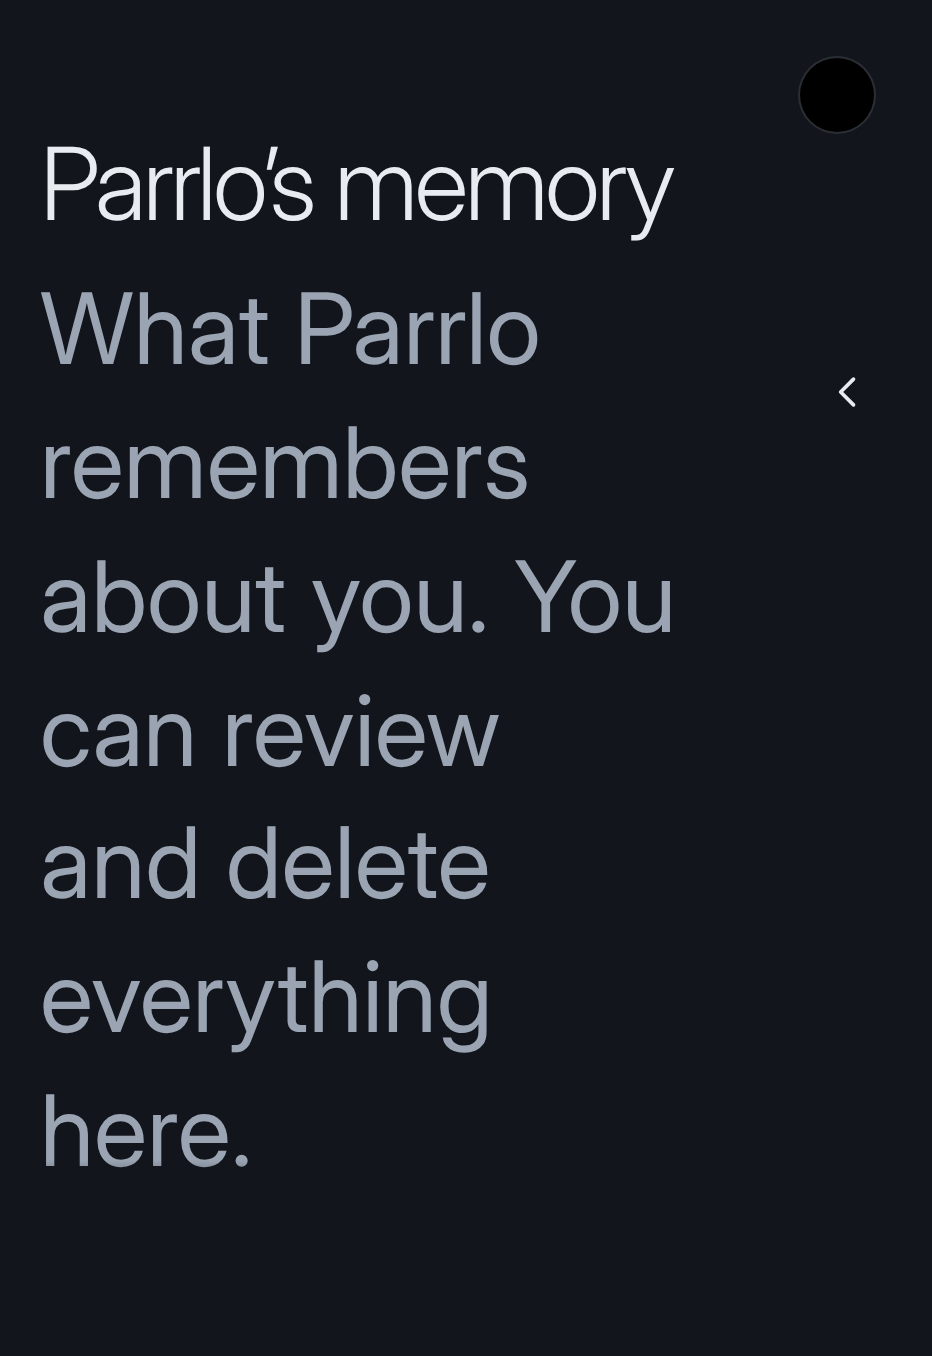 Parrlo’s memory
What Parrlo
remembers
about you. You
can review
and delete
everything
here.